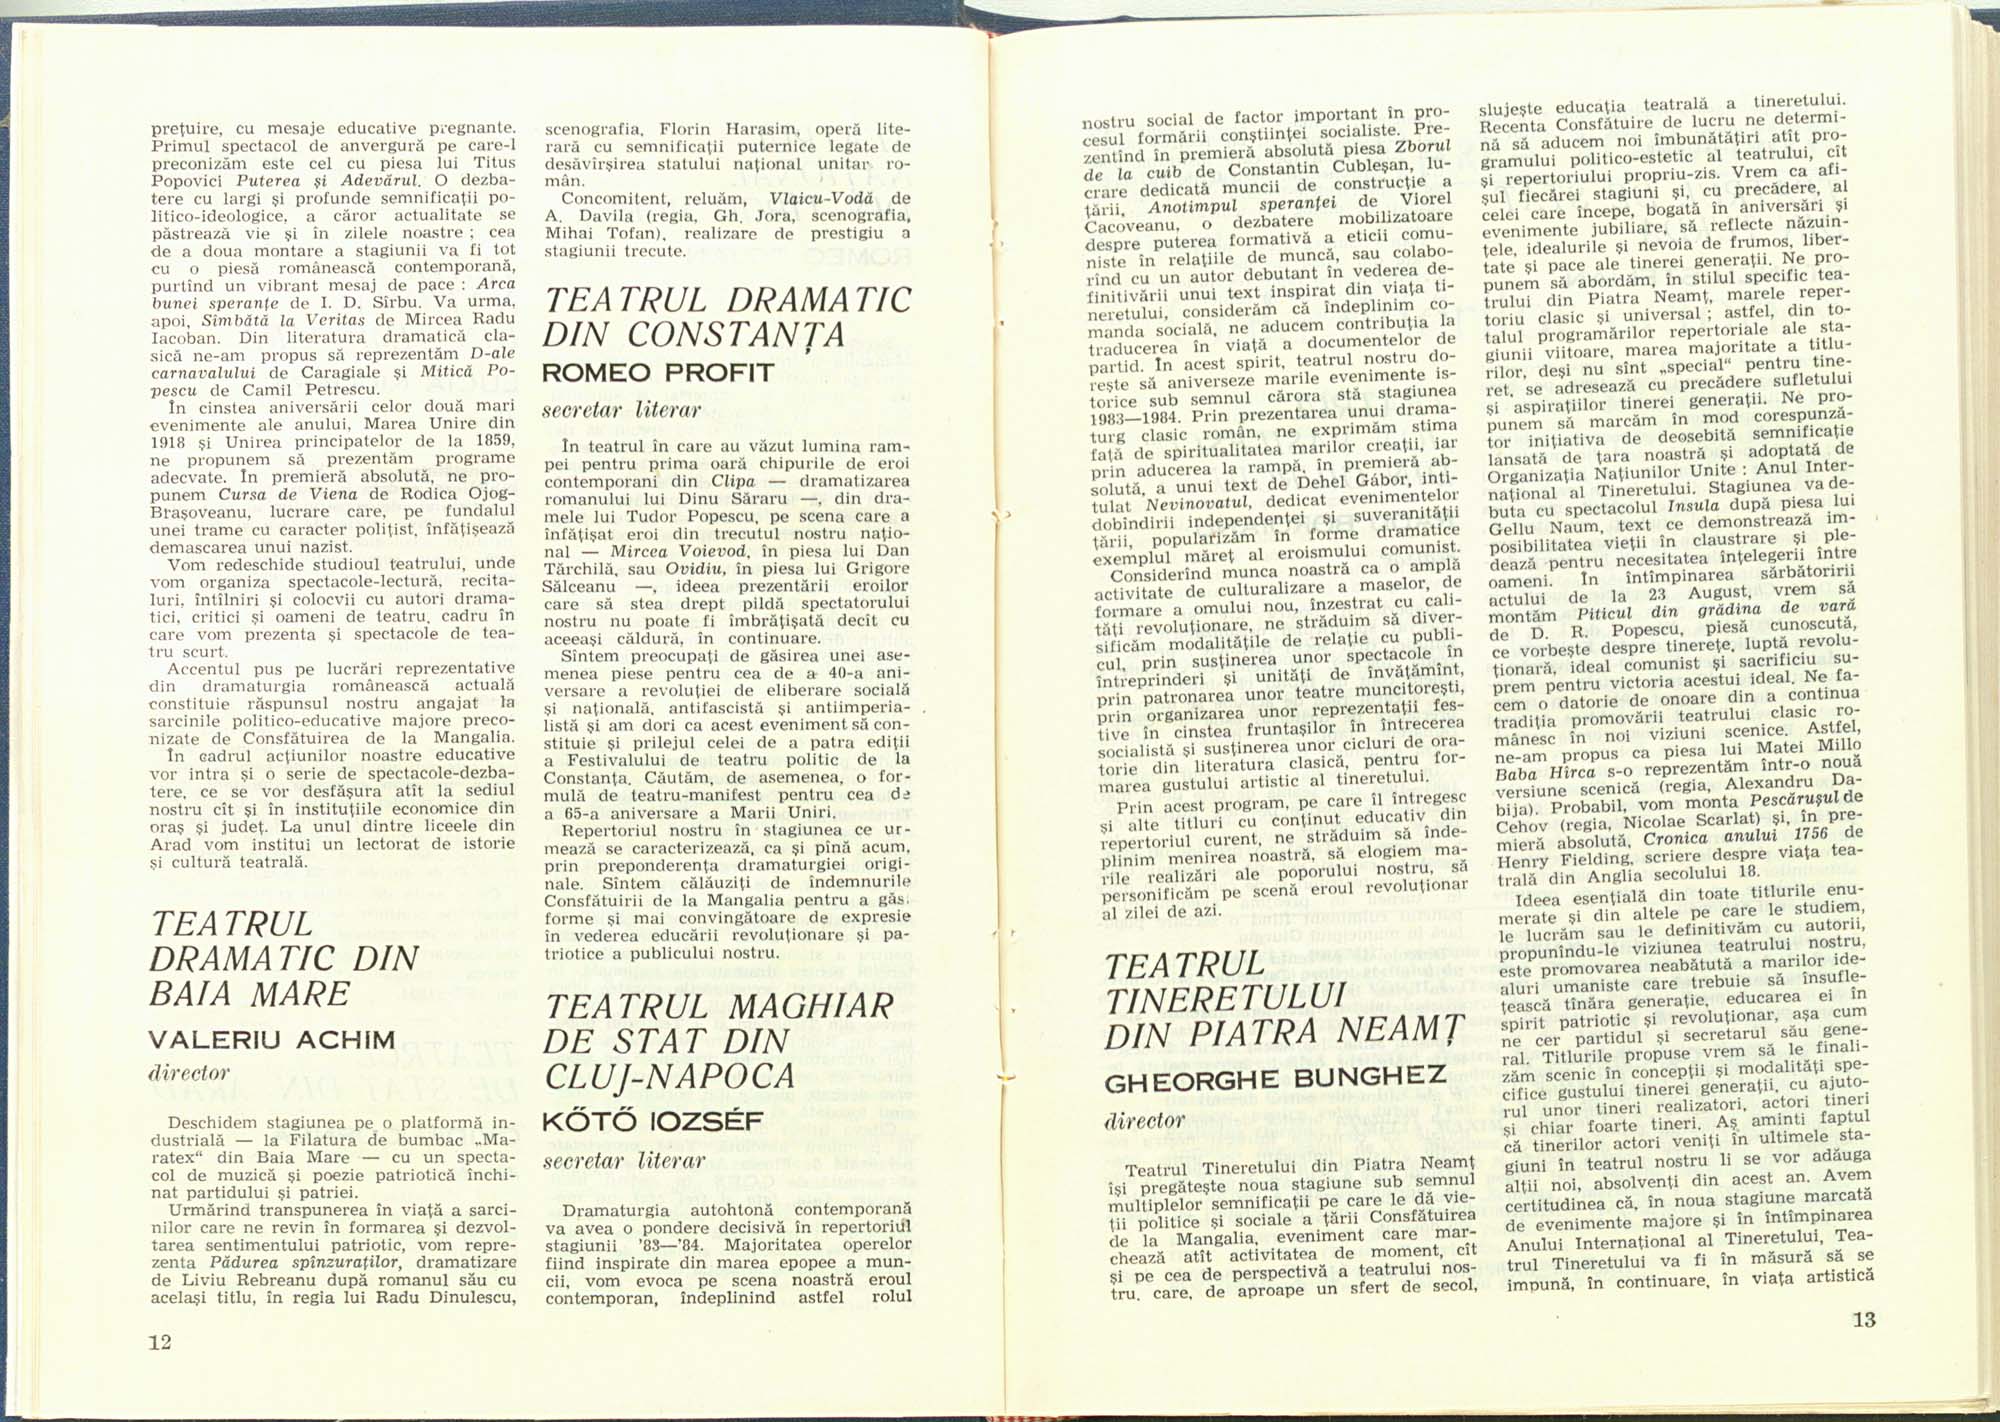 prețuire, cu mesaje educative pregnante.
Primul spectacol de anvergură pe care-l
preconizăm este cel cu piesa lui Titus
Popovici Puterea și Adevărul. O dezba-
tere cu largi și profunde semnificații po-
litico-ideologice, a căror actualitate se
păstrează vie și în zilele noastre ; cea
de a doua montare a stagiunii va fi tot
cu o piesă românească contemporană,
purtînd un vibrant mesaj de pace : Arca
bunei speranțe de I. D. Sîrbu. Va urma,
apoi, Sîmbătă la Veritas de Mircea Radu
Iacoban. Din literatura dramatică cla-
sică ne-am propus să reprezentăm D-ale
carnavalului de Caragiale și Mitică Po-
pescu de Camil Petrescu.
În cinstea aniversării celor două mari
evenimente ale anului, Marea Unire din
1918 și Unirea principatelor de la 1859,
ne propunem să prezentăm programe
adecvate. În premieră absolută, ne pro-
punem Cursa de Viena de Rodica Ojog-
Brașoveanu, lucrare care, pe fundalul
unei trame cu caracter polițist, înfățișează
demascarea unui nazist.
Vom redeschide studioul teatrului, unde
vom organiza spectacole-lectură, recita-
luri, întîlniri și colocvii cu autori drama-
tici, critici și oameni de teatru, cadru în
care vom prezenta și spectacole de tea-
tru scurt.
Accentul pus pe lucrări reprezentative
din dramaturgia românească actuală
constituie răspunsul nostru angajat la
sarcinile politico-educative majore preco-
nizate de Consfătuirea de la Mangalia.
În cadrul acțiunilor noastre educative
vor intra și o serie de spectacole-dezba-
tere, ce se vor desfășura atît la sediul
nostru cît și în instituțiile economice din
oraș și județ. La unul dintre liceele din
Arad vom institui un lectorat de istorie
și cultură teatrală.
TEATRUL
DRAMATIC DIN
BAIA MARE
VALERIU ACHIM
director
Deschidem stagiunea pe o platformă in-
dustrială — la Filatura de bumbac „Ma-
ratex“ din Baia Mare — cu un specta-
col de muzică și poezie patriotică închi-
nat partidului și patriei.
Urmărind transpunerea în viață a sarci-
nilor care ne revin în formarea și dezvol-
tarea sentimentului patriotic, vom repre-
zenta Pădurea spînzuraților, dramatizare
de Liviu Rebreanu după romanul său cu
același titlu, în regia lui Radu Dinulescu,
12
scenografia, Florin Harasim, operă lite-
rară cu semnificații puternice legate de
desăvîrșirea statului național unitar ro-
mân.
Concomitent, reluăm, Vlaicu-Vodă de
A. Davila (regia, Gh. Jora, scenografia,
Mihai Tofan), realizare de prestigiu a
stagiunii trecute.
TEATRUL DRAMATIC
DIN CONSTANȚA
ROMEO PROFIT
secretar literar
În teatrul în care au văzut lumina ram-
pei pentru prima oară chipurile de eroi
contemporani din Clipa — dramatizarea
romanului lui Dinu Săraru —, din dra-
mele lui Tudor Popescu, pe scena care a
înfățișat eroi din trecutul nostru națio-
nal — Mircea Voievod, în piesa lui Dan
Tărchilă, sau Ovidiu, în piesa lui Grigore
Sălceanu —, ideea prezentării eroilor
care să stea drept pildă spectatorului
nostru nu poate fi îmbrățișată decît cu
aceeași căldură, în continuare.
Sîntem preocupați de găsirea unei ase-
menea piese pentru cea de a 40-a ani-
versare a revoluției de eliberare socială
și națională, antifascistă și antiimperia-
listă și am dori ca acest eveniment să con-
stituie și prilejul celei de a patra ediții
a Festivalului de teatru politic de la
Constanța. Căutăm, de asemenea, o for-
mulă de teatru-manifest pentru cea de
a 65-a aniversare a Marii Uniri.
Repertoriul nostru în stagiunea ce ur-
mează se caracterizează, ca și pînă acum,
prin preponderența dramaturgiei origi-
nale. Sîntem călăuziți de îndemnurile
Consfătuirii de la Mangalia pentru a găsi
forme și mai convingătoare de expresie
în vederea educării revoluționare și pa-
triotice a publicului nostru.
TEATRUL MAGHIAR
DE STAT DIN
CLUJ-NAPOCA
KŐTŐ IOZSÉF
secretar literar
Dramaturgia autohtonă contemporană
va avea o pondere decisivă în repertoriul
stagiunii ’83—’84. Majoritatea operelor
fiind inspirate din marea epopee a mun-
cii, vom evoca pe scena noastră eroul
contemporan, îndeplinind astfel rolul
nostru social de factor important în pro-
cesul formării conștiinței socialiste. Pre-
zentînd în premieră absolută piesa Zborul
de la cuib de Constantin Cubleșan, lu-
crare dedicată muncii de construcție a
țării, Anotimpul speranței de Viorel
Cacoveanu, o dezbatere mobilizatoare
despre puterea formativă a eticii comu-
niste în relațiile de muncă, sau colabo-
rînd cu un autor debutant în vederea de-
finitivării unui text inspirat din viața ti-
neretului, considerăm că îndeplinim co-
manda socială, ne aducem contribuția la
traducerea în viață a documentelor de
partid. În acest spirit, teatrul nostru do-
rește să aniverseze marile evenimente is-
torice sub semnul cărora stă stagiunea
1983—1984. Prin prezentarea unui drama-
turg clasic român, ne exprimăm stima
față de spiritualitatea marilor creații, iar
prin aducerea la rampă, în premieră ab-
solută, a unui text de Dehel Gábor, inti-
tulat Nevinovatul, dedicat evenimentelor
dobîndirii independenței și suveranității
țării, popularizăm în forme dramatice
exemplul măreț al eroismului comunist.
Considerînd munca noastră ca o amplă
activitate de culturalizare a maselor, de
formare a omului nou, înzestrat cu cali-
tăți revoluționare, ne străduim să diver-
sificăm modalitățile de relație cu publi-
cul, prin susținerea unor spectacole în
întreprinderi și unități de învățămînt,
prin patronarea unor teatre muncitorești,
prin organizarea unor reprezentații fes-
tive în cinstea fruntașilor în întrecerea
socialistă și susținerea unor cicluri de ora-
torie din literatura clasică, pentru for-
marea gustului artistic al tineretului.
Prin acest program, pe care îl întregesc
și alte titluri cu conținut educativ din
repertoriul curent, ne străduim să înde-
plinim menirea noastră, să elogiem ma-
rile realizări ale poporului nostru, să
personificăm pe scenă eroul revoluționar
al zilei de azi.
TEATRUL
TINERETULUI
DIN PIATRA NEAMȚ
GHEORGHE BUNGHEZ
director
Teatrul Tineretului din Piatra Neamț
își pregătește noua stagiune sub semnul
multiplelor semnificații pe care le dă vie-
ții politice și sociale a țării Consfătuirea
de la Mangalia, eveniment care mar-
chează atît activitatea de moment, cît
și pe cea de perspectivă a teatrului nos-
tru, care, de aproape un sfert de secol,
slujește educația teatrală a tineretului.
Recenta Consfătuire de lucru ne determi-
nă să aducem noi îmbunătățiri atît pro-
gramului politico-estetic al teatrului, cît
și repertoriului propriu-zis. Vrem ca afi-
șul fiecărei stagiuni și, cu precădere, al
celei care începe, bogată în aniversări și
evenimente jubiliare, să reflecte năzuin-
țele, idealurile și nevoia de frumos, liber-
tate și pace ale tinerei generații. Ne pro-
punem să abordăm, în stilul specific tea-
trului din Piatra Neamț, marele reper-
toriu clasic și universal ; astfel, din to-
talul programărilor repertoriale ale sta-
giunii viitoare, marea majoritate a titlu-
rilor, deși nu sînt „special“ pentru tine-
ret, se adresează cu precădere sufletului
și aspirațiilor tinerei generații. Ne pro-
punem să marcăm în mod corespunză-
tor inițiativa de deosebită semnificație
lansată de țara noastră și adoptată de
Organizația Națiunilor Unite : Anul Inter-
național al Tineretului. Stagiunea va de-
buta cu spectacolul Insula după piesa lui
Gellu Naum, text ce demonstrează im-
posibilitatea vieții în claustrare și ple-
dează pentru necesitatea înțelegerii între
oameni. În întîmpinarea sărbătoririi
actului de la 23 August, vrem să
montăm Piticul din grădina de vară
de D. R. Popescu, piesă cunoscută,
ce vorbește despre tinerețe, luptă revolu-
ționară, ideal comunist și sacrificiu su-
prem pentru victoria acestui ideal. Ne fa-
cem o datorie de onoare din a continua
tradiția promovării teatrului clasic ro-
mânesc în noi viziuni scenice. Astfel,
ne-am propus ca piesa lui Matei Millo
Baba Hîrca s-o reprezentăm într-o nouă
versiune scenică (regia, Alexandru Da-
bija). Probabil, vom monta Pescărușul de
Cehov (regia, Nicolae Scarlat) și, în pre-
mieră absolută, Cronica anului 1756 de
Henry Fielding, scriere despre viața tea-
trală din Anglia secolului 18.
Ideea esențială din toate titlurile enu-
merate și din altele pe care le studiem,
le lucrăm sau le definitivăm cu autorii,
propunîndu-le viziunea teatrului nostru,
este promovarea neabătută a marilor ide-
aluri umaniste care trebuie să însufle-
țească tînăra generație, educarea ei în
spirit patriotic și revoluționar, așa cum
ne cer partidul și secretarul său gene-
ral. Titlurile propuse vrem să le finali-
zăm scenic în concepții și modalități spe-
cifice gustului tinerei generații, cu ajuto-
rul unor tineri realizatori, actori tineri
și chiar foarte tineri. Aș aminti faptul
că tinerilor actori veniți în ultimele sta-
giuni în teatrul nostru li se vor adăuga
alții noi, absolvenți din acest an. Avem
certitudinea că, în noua stagiune marcată
de evenimente majore și în întîmpinarea
Anului Internațional al Tineretului, Tea-
trul Tineretului va fi în măsură să se
impună, în continuare, în viața artistică
13